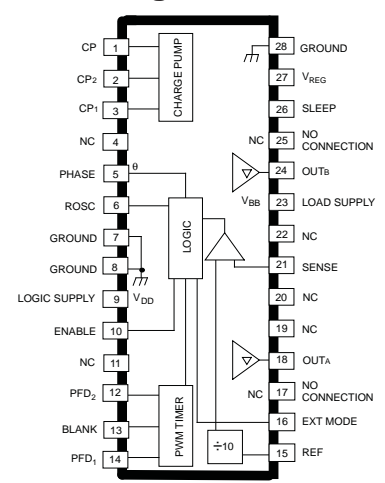 CP 1
CP2 2
CP1 3
NC 4
PHASE 5 θ
ROSC 6
GROUND 7
GROUND 8
LOGIC SUPPLY 9 VDD
ENABLE 10
NC 11
PFD2 12
BLANK 13
PFD1 14
CHARGE PUMP
LOGIC
PWM TIMER
÷10
28 GROUND
27 VREG
26 SLEEP
NC 25 NO
CONNECTION
24 OUTB
VBB 23 LOAD SUPPLY
22 NC
21 SENSE
20 NC
19 NC
18 OUTA
NC 17 NO
CONNECTION
16 EXT MODE
15 REF